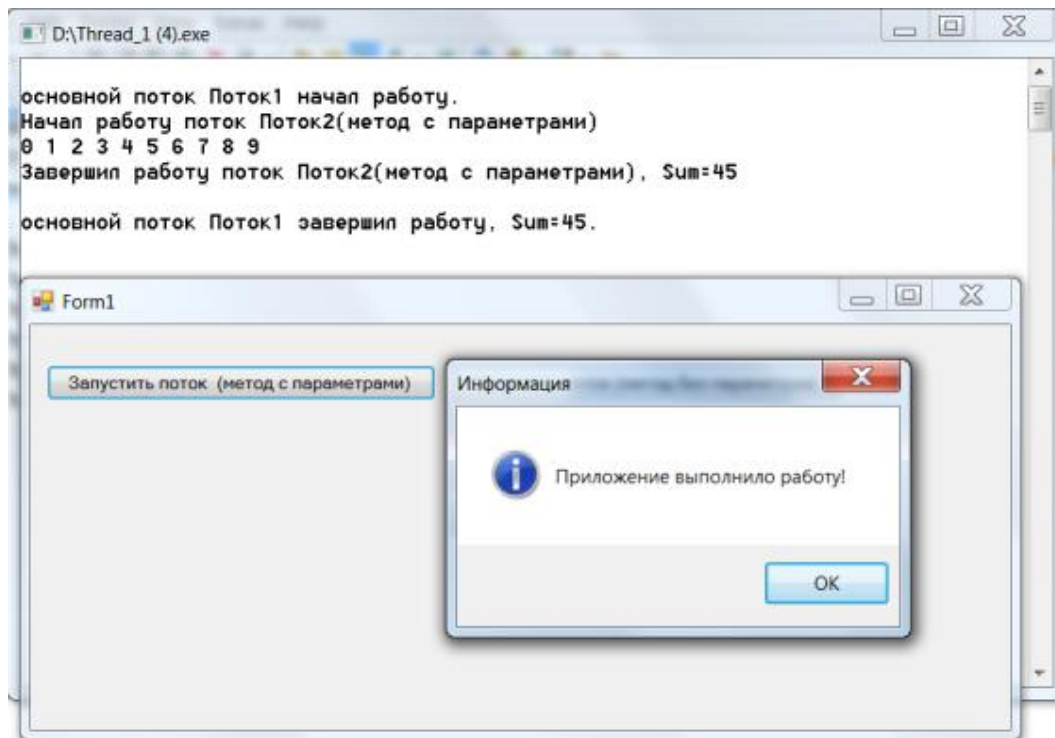 D:\Thread_1 (4).exe
основной поток Поток1 начал работу.
Начал работу поток Поток2(метод с параметрами)
0 1 2 3 4 5 6 7 8 9
Завершил работу поток Поток2(метод с параметрами), Sum=45
основной поток Поток1 завершил работу, Sum=45.
Form1
Запустить поток (метод с параметрами)
Информация
Приложение выполнило работу!
OK